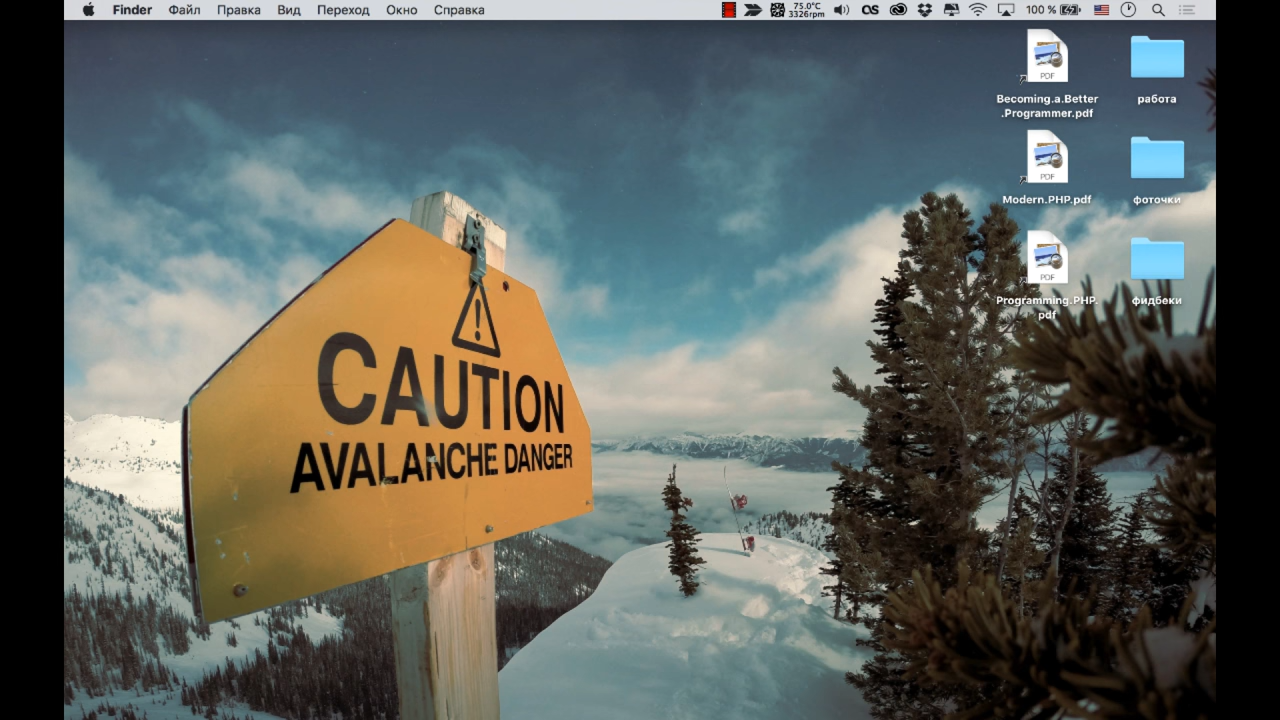 Finder Файл Правка Вид Переход Окно Справка 75.0°C 100 %
3326rpm
PDF
Becoming.a.Better
.Programmer.pdf
работа
PDF
Modern.PHP.pdf
фоточки
PDF
Programming.PHP.
pdf
фидбеки
CAUTION
AVALANCHE DANGER